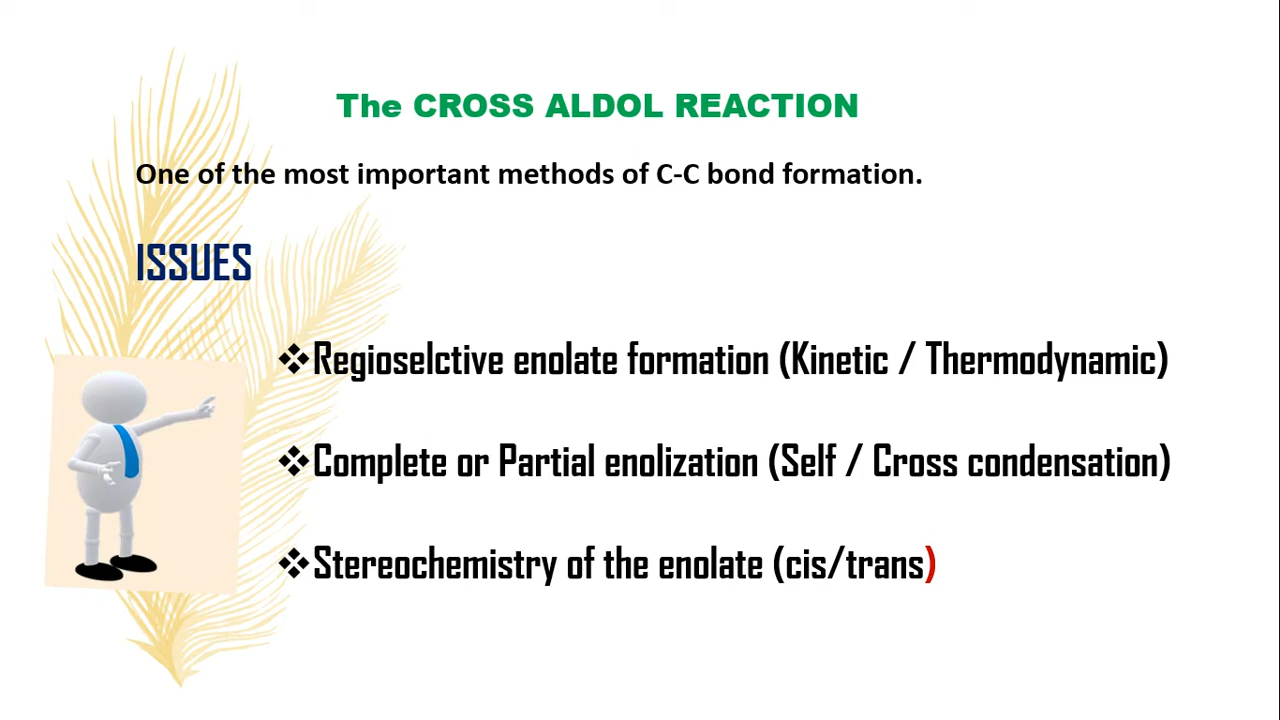 The CROSS ALDOL REACTION
One of the most important methods of C-C bond formation.
ISSUES
❖Regioselctive enolate formation (Kinetic / Thermodynamic)
❖Complete or Partial enolization (Self / Cross condensation)
❖Stereochemistry of the enolate (cis/trans)